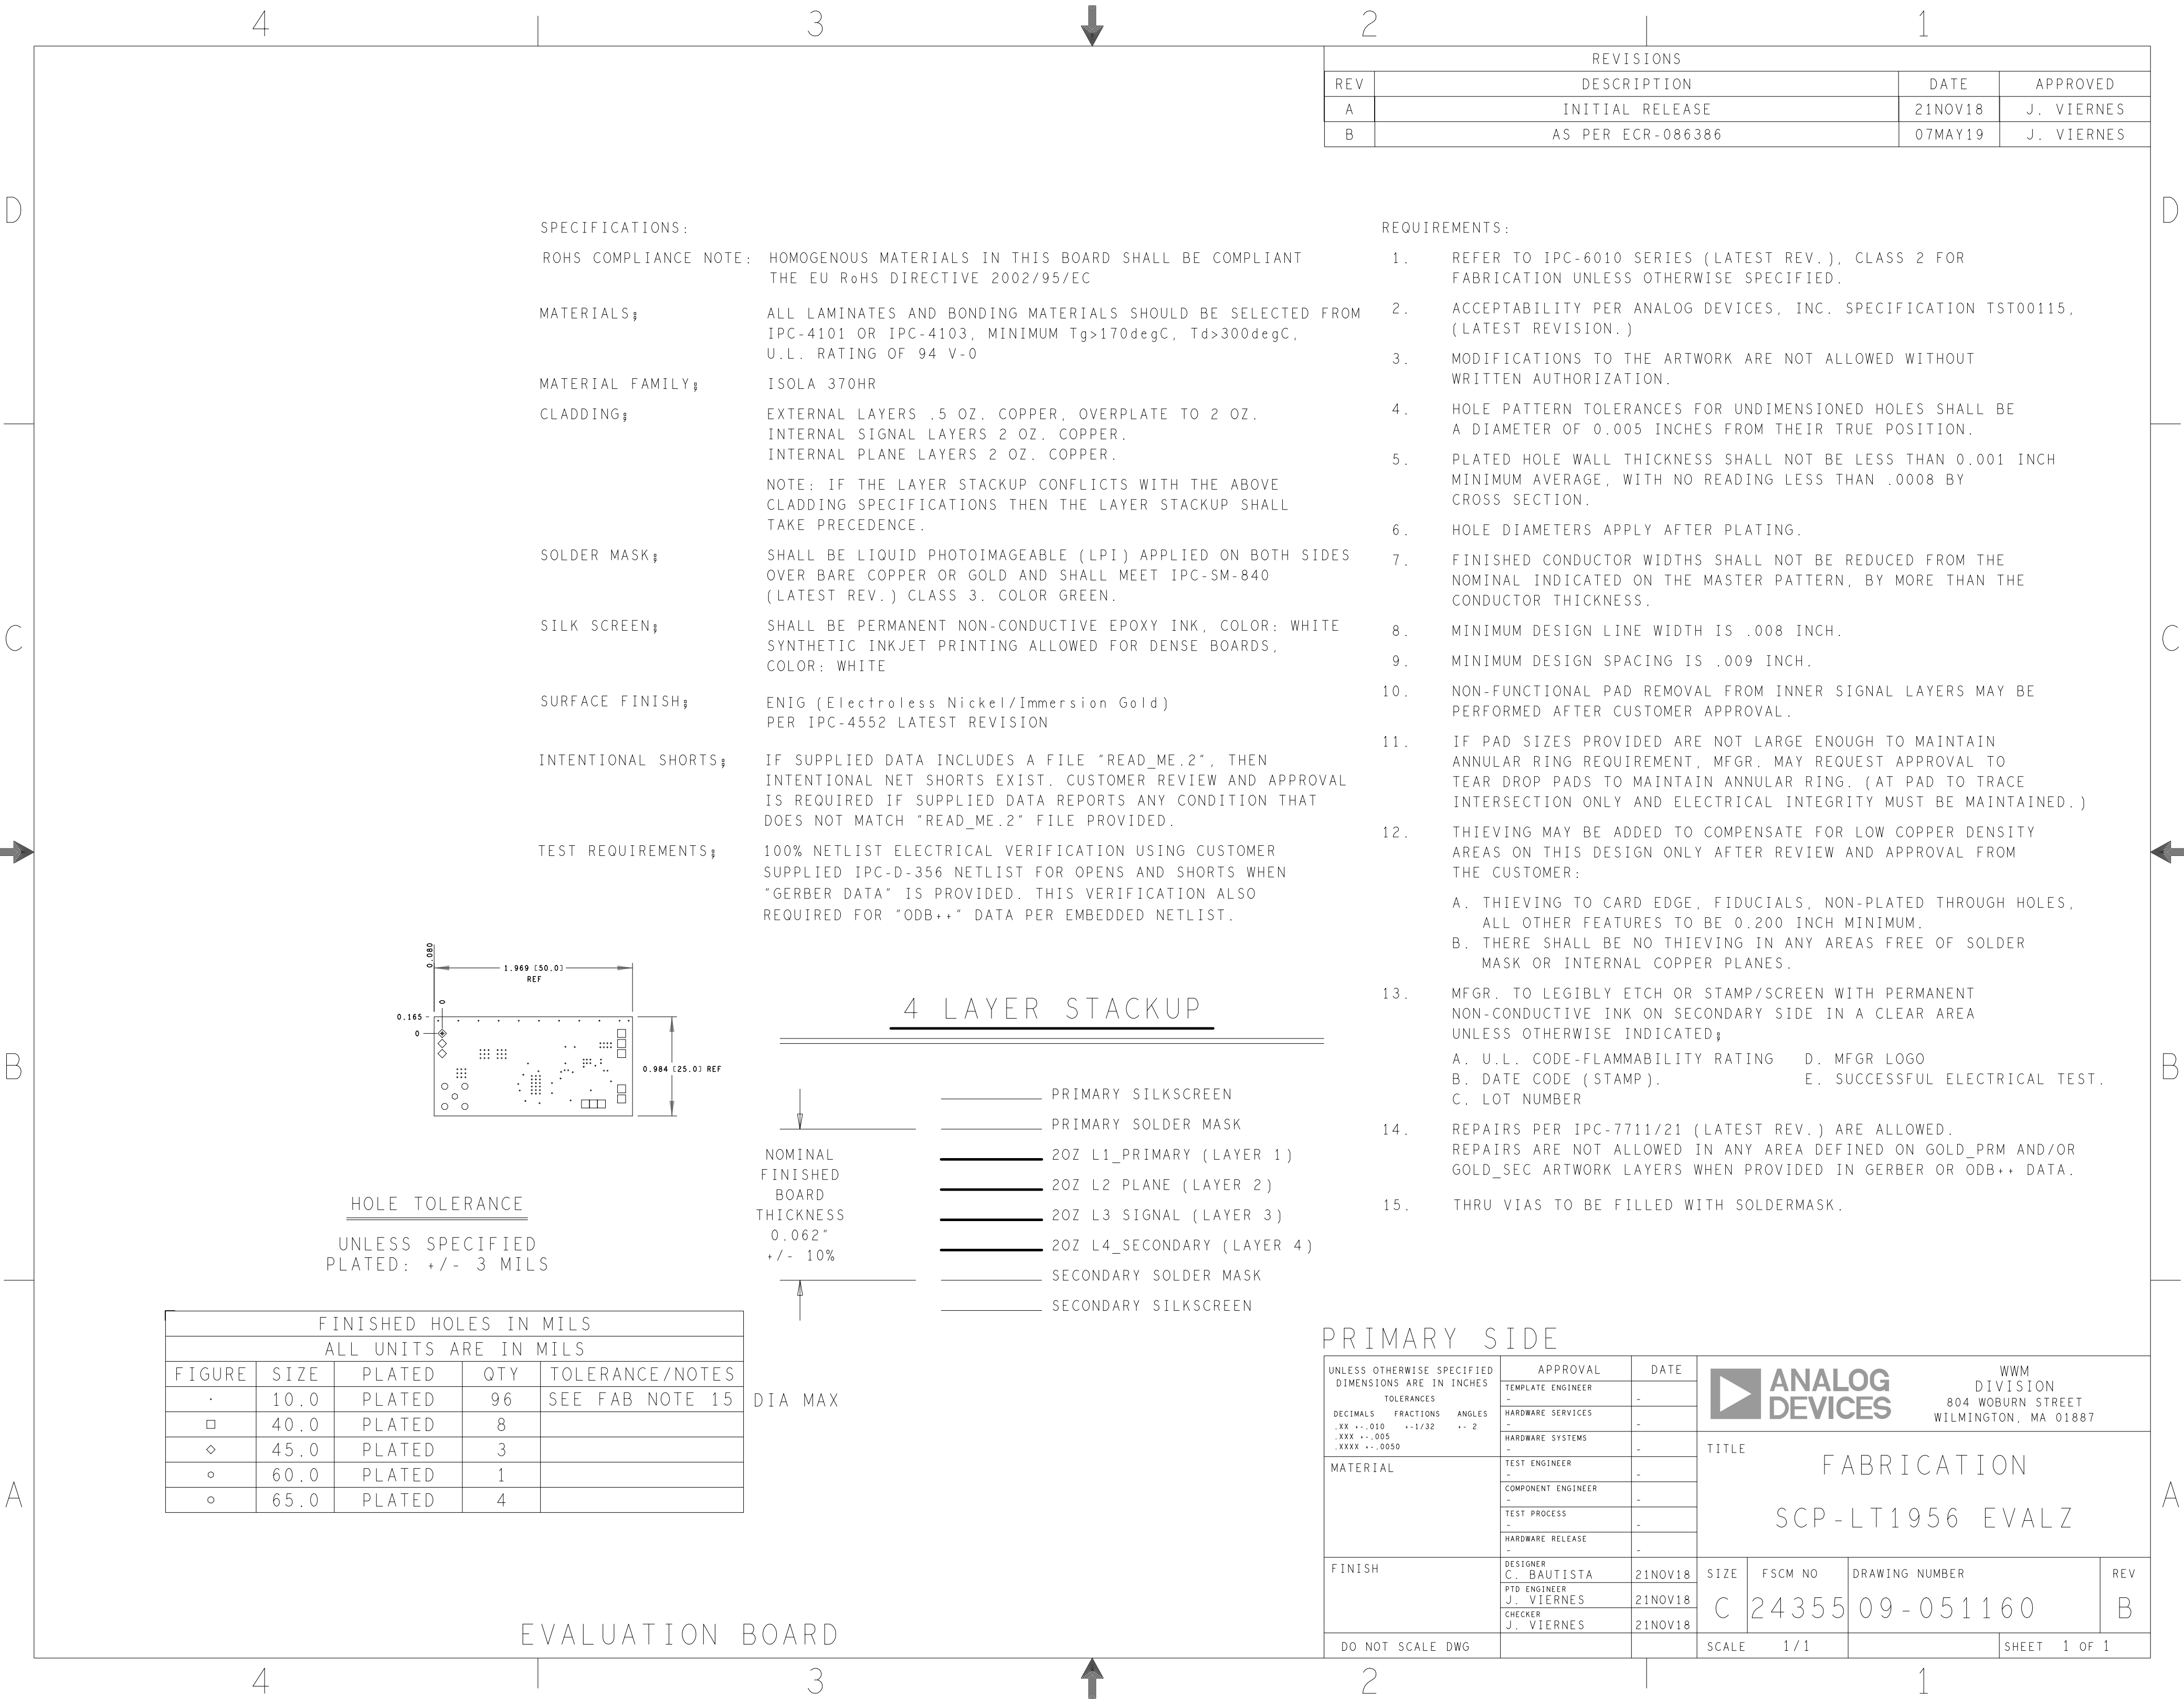 4 3 2 1
REVISIONS
REV DESCRIPTION DATE APPROVED
A INITIAL RELEASE 21NOV18 J. VIERNES
B AS PER ECR-086386 07MAY19 J. VIERNES
D D
C C
B B
A A
SPECIFICATIONS:
ROHS COMPLIANCE NOTE: HOMOGENOUS MATERIALS IN THIS BOARD SHALL BE COMPLIANT
THE EU RoHS DIRECTIVE 2002/95/EC
MATERIALS; ALL LAMINATES AND BONDING MATERIALS SHOULD BE SELECTED FROM
IPC-4101 OR IPC-4103, MINIMUM Tg>170degC, Td>300degC,
U.L. RATING OF 94 V-0
MATERIAL FAMILY; ISOLA 370HR
CLADDING; EXTERNAL LAYERS .5 OZ. COPPER, OVERPLATE TO 2 OZ.
INTERNAL SIGNAL LAYERS 2 OZ. COPPER.
INTERNAL PLANE LAYERS 2 OZ. COPPER.
NOTE: IF THE LAYER STACKUP CONFLICTS WITH THE ABOVE
CLADDING SPECIFICATIONS THEN THE LAYER STACKUP SHALL
TAKE PRECEDENCE.
SOLDER MASK; SHALL BE LIQUID PHOTOIMAGEABLE (LPI) APPLIED ON BOTH SIDES
OVER BARE COPPER OR GOLD AND SHALL MEET IPC-SM-840
(LATEST REV.) CLASS 3. COLOR GREEN.
SILK SCREEN; SHALL BE PERMANENT NON-CONDUCTIVE EPOXY INK, COLOR: WHITE
SYNTHETIC INKJET PRINTING ALLOWED FOR DENSE BOARDS,
COLOR: WHITE
SURFACE FINISH; ENIG (Electroless Nickel/Immersion Gold)
PER IPC-4552 LATEST REVISION
INTENTIONAL SHORTS; IF SUPPLIED DATA INCLUDES A FILE "READ_ME.2", THEN
INTENTIONAL NET SHORTS EXIST. CUSTOMER REVIEW AND APPROVAL
IS REQUIRED IF SUPPLIED DATA REPORTS ANY CONDITION THAT
DOES NOT MATCH "READ_ME.2" FILE PROVIDED.
TEST REQUIREMENTS; 100% NETLIST ELECTRICAL VERIFICATION USING CUSTOMER
SUPPLIED IPC-D-356 NETLIST FOR OPENS AND SHORTS WHEN
"GERBER DATA" IS PROVIDED. THIS VERIFICATION ALSO
REQUIRED FOR "ODB++" DATA PER EMBEDDED NETLIST.
REQUIREMENTS:
1. REFER TO IPC-6010 SERIES (LATEST REV.), CLASS 2 FOR
FABRICATION UNLESS OTHERWISE SPECIFIED.
2. ACCEPTABILITY PER ANALOG DEVICES, INC. SPECIFICATION TST00115,
(LATEST REVISION.)
3. MODIFICATIONS TO THE ARTWORK ARE NOT ALLOWED WITHOUT
WRITTEN AUTHORIZATION.
4. HOLE PATTERN TOLERANCES FOR UNDIMENSIONED HOLES SHALL BE
A DIAMETER OF 0.005 INCHES FROM THEIR TRUE POSITION.
5. PLATED HOLE WALL THICKNESS SHALL NOT BE LESS THAN 0.001 INCH
MINIMUM AVERAGE, WITH NO READING LESS THAN .0008 BY
CROSS SECTION.
6. HOLE DIAMETERS APPLY AFTER PLATING.
7. FINISHED CONDUCTOR WIDTHS SHALL NOT BE REDUCED FROM THE
NOMINAL INDICATED ON THE MASTER PATTERN, BY MORE THAN THE
CONDUCTOR THICKNESS.
8. MINIMUM DESIGN LINE WIDTH IS .008 INCH.
9. MINIMUM DESIGN SPACING IS .009 INCH.
10. NON-FUNCTIONAL PAD REMOVAL FROM INNER SIGNAL LAYERS MAY BE
PERFORMED AFTER CUSTOMER APPROVAL.
11. IF PAD SIZES PROVIDED ARE NOT LARGE ENOUGH TO MAINTAIN
ANNULAR RING REQUIREMENT, MFGR. MAY REQUEST APPROVAL TO
TEAR DROP PADS TO MAINTAIN ANNULAR RING. (AT PAD TO TRACE
INTERSECTION ONLY AND ELECTRICAL INTEGRITY MUST BE MAINTAINED.)
12. THIEVING MAY BE ADDED TO COMPENSATE FOR LOW COPPER DENSITY
AREAS ON THIS DESIGN ONLY AFTER REVIEW AND APPROVAL FROM
THE CUSTOMER:
A. THIEVING TO CARD EDGE, FIDUCIALS, NON-PLATED THROUGH HOLES,
ALL OTHER FEATURES TO BE 0.200 INCH MINIMUM.
B. THERE SHALL BE NO THIEVING IN ANY AREAS FREE OF SOLDER
MASK OR INTERNAL COPPER PLANES.
13. MFGR. TO LEGIBLY ETCH OR STAMP/SCREEN WITH PERMANENT
NON-CONDUCTIVE INK ON SECONDARY SIDE IN A CLEAR AREA
UNLESS OTHERWISE INDICATED;
A. U.L. CODE-FLAMMABILITY RATING D. MFGR LOGO
B. DATE CODE (STAMP). E. SUCCESSFUL ELECTRICAL TEST.
C. LOT NUMBER
14. REPAIRS PER IPC-7711/21 (LATEST REV.) ARE ALLOWED.
REPAIRS ARE NOT ALLOWED IN ANY AREA DEFINED ON GOLD_PRM AND/OR
GOLD_SEC ARTWORK LAYERS WHEN PROVIDED IN GERBER OR ODB++ DATA.
15. THRU VIAS TO BE FILLED WITH SOLDERMASK.
0.080
1.969 [50.0]
REF
0
0.165
0
0.984 [25.0] REF
4 LAYER STACKUP
PRIMARY SILKSCREEN
PRIMARY SOLDER MASK
2OZ L1_PRIMARY (LAYER 1)
2OZ L2 PLANE (LAYER 2)
2OZ L3 SIGNAL (LAYER 3)
2OZ L4_SECONDARY (LAYER 4)
SECONDARY SOLDER MASK
SECONDARY SILKSCREEN
NOMINAL
FINISHED
BOARD
THICKNESS
0.062"
+/- 10%
HOLE TOLERANCE
UNLESS SPECIFIED
PLATED: +/- 3 MILS
FINISHED HOLES IN MILS
ALL UNITS ARE IN MILS
FIGURE SIZE PLATED QTY TOLERANCE/NOTES
10.0 PLATED 96 SEE FAB NOTE 15 DIA MAX
40.0 PLATED 8
45.0 PLATED 3
60.0 PLATED 1
65.0 PLATED 4
EVALUATION BOARD
PRIMARY SIDE
UNLESS OTHERWISE SPECIFIED
DIMENSIONS ARE IN INCHES
TOLERANCES
DECIMALS FRACTIONS ANGLES
.XX +-.010 +-1/32 +- 2
.XXX +-.005
.XXXX +-.0050
MATERIAL
FINISH
DO NOT SCALE DWG
APPROVAL DATE
TEMPLATE ENGINEER
- -
HARDWARE SERVICES
- -
HARDWARE SYSTEMS
- -
TEST ENGINEER
- -
COMPONENT ENGINEER
- -
TEST PROCESS
- -
HARDWARE RELEASE
- -
DESIGNER
C. BAUTISTA 21NOV18
PTD ENGINEER
J. VIERNES 21NOV18
CHECKER
J. VIERNES 21NOV18
ANALOG
DEVICES
WWM
DIVISION
804 WOBURN STREET
WILMINGTON, MA 01887
TITLE
FABRICATION
SCP-LT1956 EVALZ
SIZE FSCM NO DRAWING NUMBER REV
C 24355 09-051160 B
SCALE 1/1 SHEET 1 OF 1
4 3 2 1